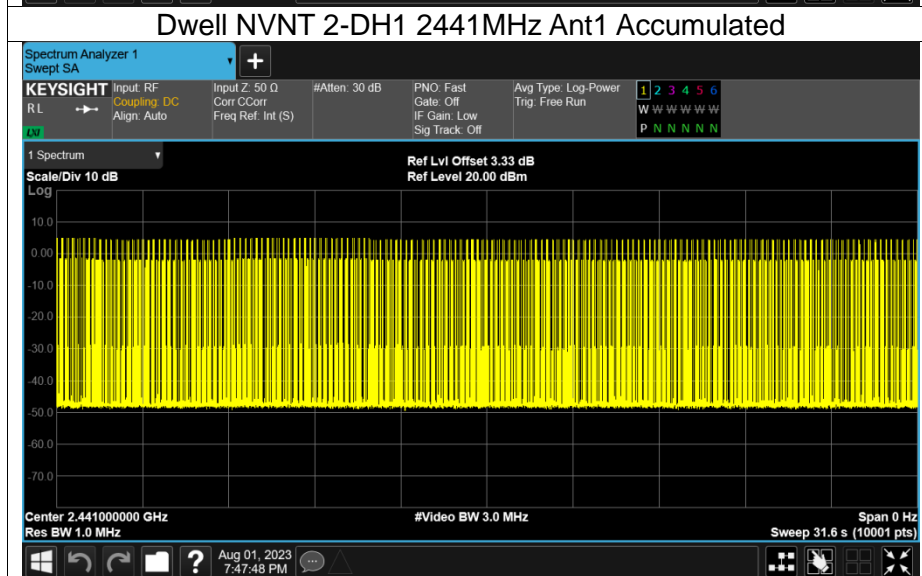 Dwell NVNT 2-DH1 2441MHz Ant1 Accumulated
Spectrum Analyzer 1
Swept SA
+
KEYSIGHT Input: RF Input Z: 50 Ω #Atten: 30 dB PNO: Fast Avg Type: Log-Power 1 2 3 4 5 6
RL Coupling: DC Corr CCorr Gate: Off Trig: Free Run W W W W W W
Align: Auto Freq Ref: Int (S) IF Gain: Low
LXI Sig Track: Off P N N N N N
1 Spectrum Ref Lvl Offset 3.33 dB
Scale/Div 10 dB Ref Level 20.00 dBm
Log
10.0
0.00
-10.0
-20.0
-30.0
-40.0
-50.0
-60.0
-70.0
Center 2.441000000 GHz #Video BW 3.0 MHz Span 0 Hz
Res BW 1.0 MHz Sweep 31.6 s (10001 pts)
? Aug 01, 2023
7:47:48 PM